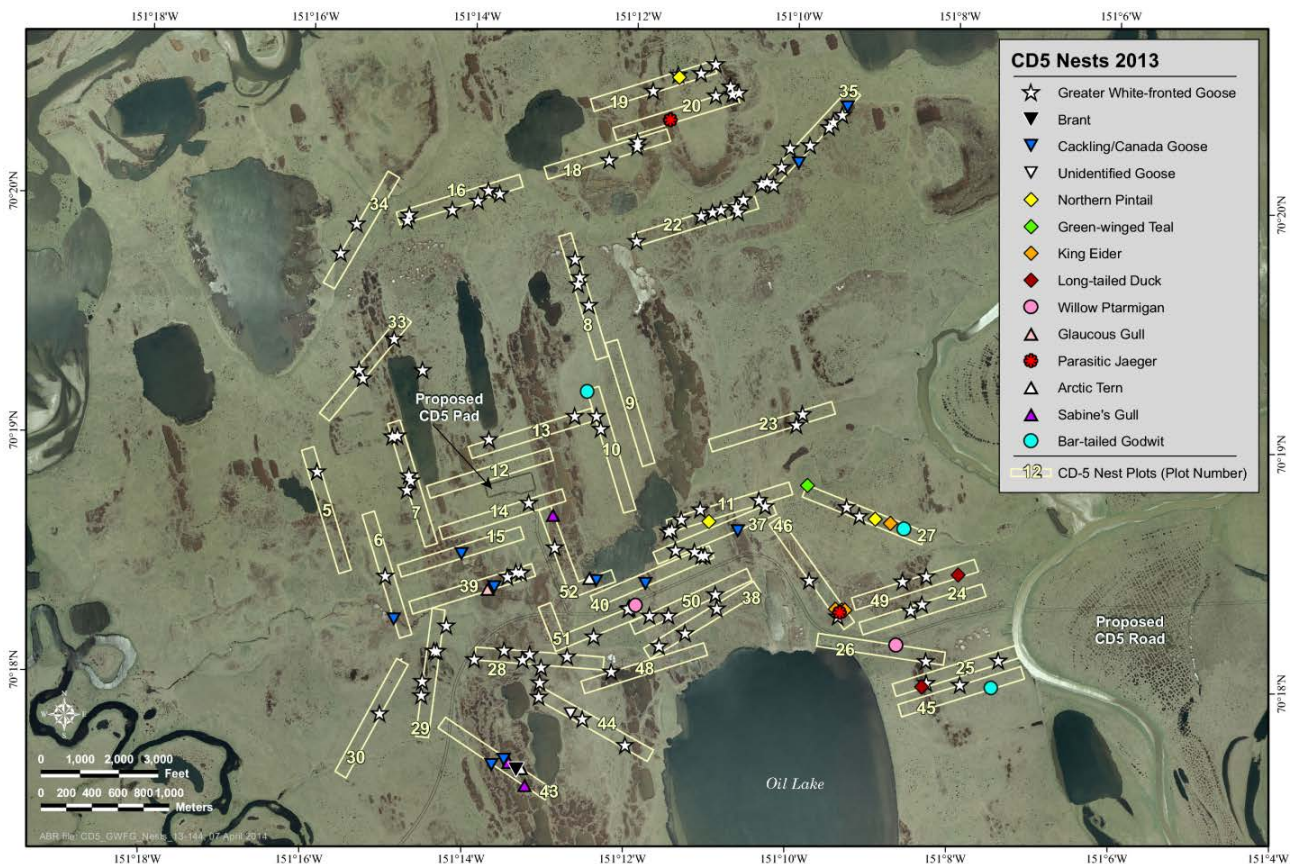 151°18'W 151°16'W 151°14'W 151°12'W 151°10'W 151°8'W 151°6'W
CD5 Nests 2013
Greater White-fronted Goose
Brant
Cackling/Canada Goose
Unidentified Goose
Northern Pintail
Green-winged Teal
King Eider
Long-tailed Duck
Willow Ptarmigan
Glaucous Gull
Parasitic Jaeger
Arctic Tern
Sabine's Gull
Bar-tailed Godwit
12 CD-5 Nest Plots (Plot Number)
35
19
20
18
16
34
22
70°20'N
70°20'N
8
33
Proposed
CD5 Pad
9
13
10
23
70°19'N
70°19'N
12
5
7
14
11
37
46
27
15
6
39
52
40
50
38
49
24
51
Proposed
CD5 Road
26
28
48
25
70°18'N
70°18'N
45
29
44
30
43
Oil Lake
0 1,000 2,000 3,000
Feet
0 200 400 600 800 1,000
Meters
ABR file: CD5_GWFG_Nests_13-144, 07 April 2014
151°18'W 151°16'W 151°14'W 151°12'W 151°10'W 151°8'W 151°6'W 151°4'W